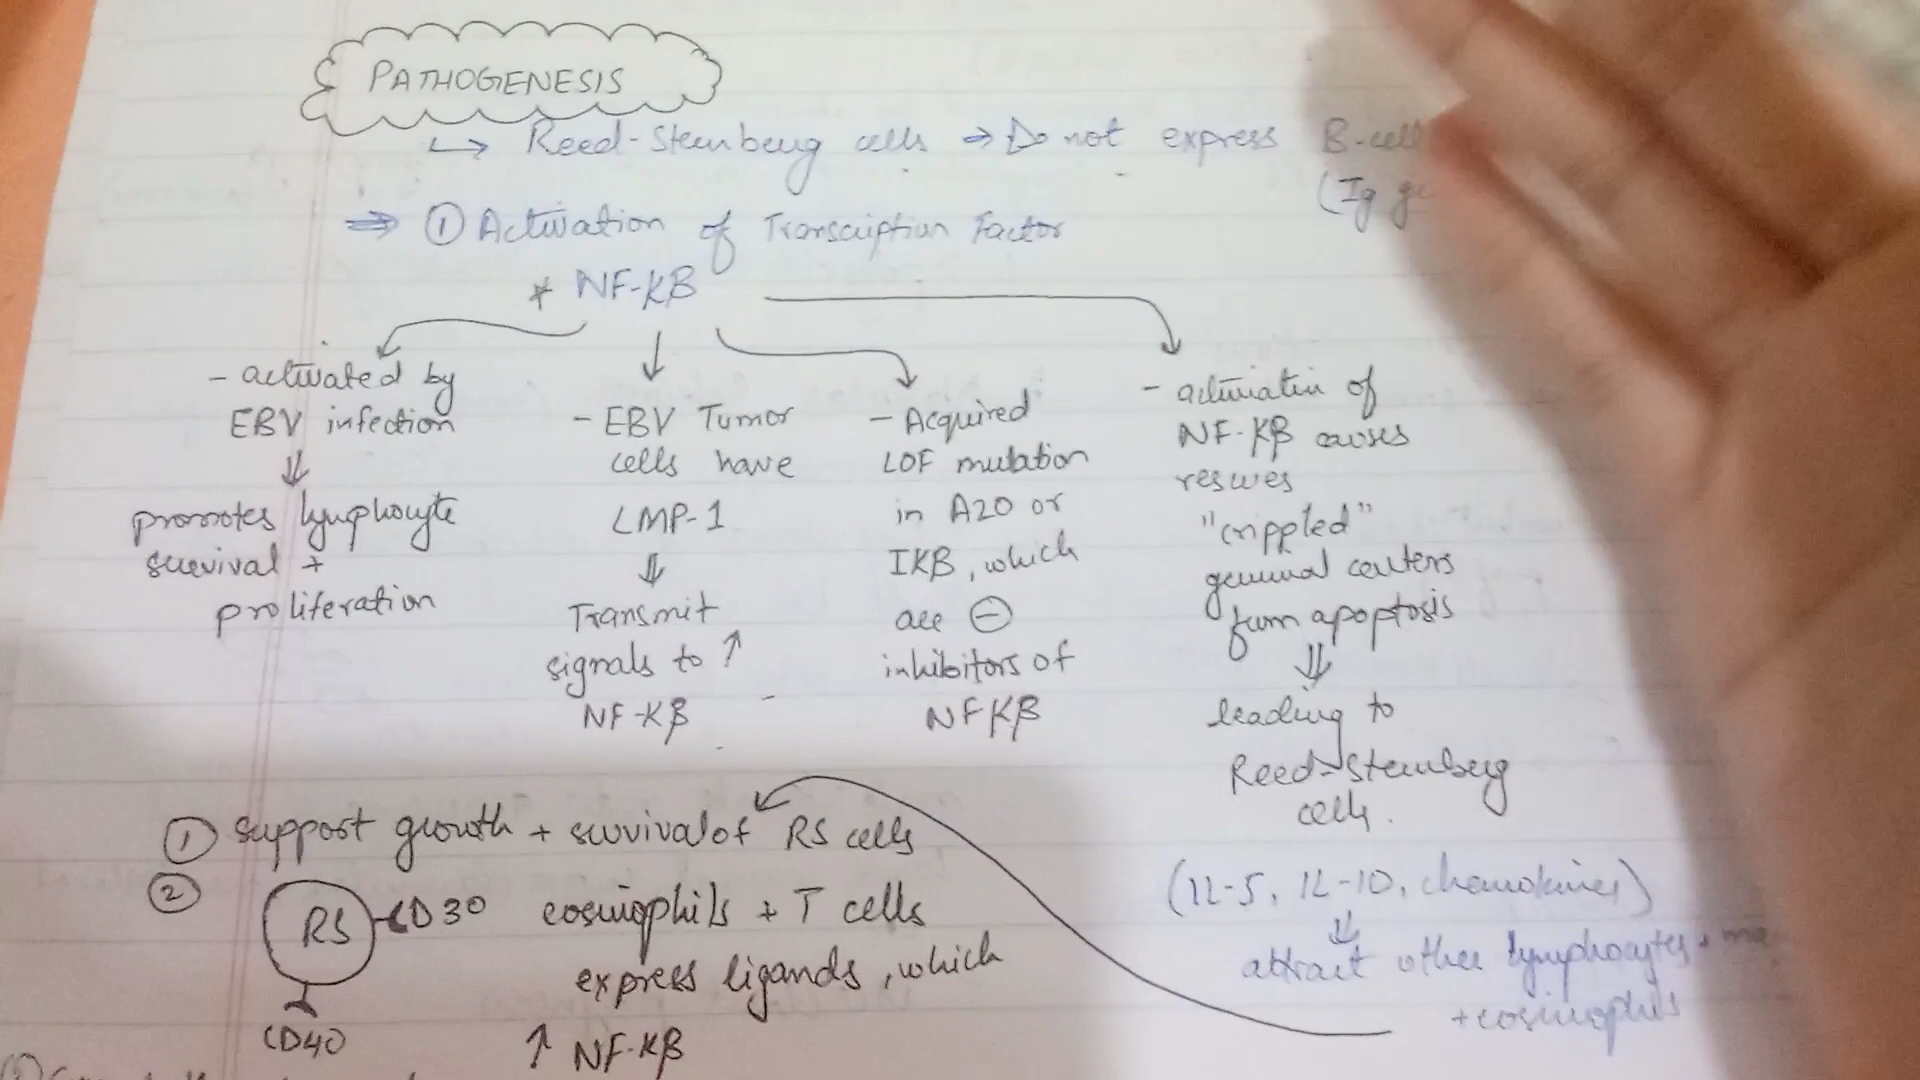 PATHOGENESIS
↳ Reed-Sternberg cells ⇒ Do not express B-cell
(Ig
⇒ ① Activation of Transcription Factor
* NF-KB
- activated by
EBV infection
⇓
promotes lymphocyte
survival +
proliferation
- EBV Tumor
cells have
LMP-1
⇓
Transmit
signals to ↑
NF-Kβ
- Acquired
LOF mutation
in A20 or
IKB, which
are ⊖
inhibitors of
NFKβ
- activation of
NF-Kβ causes
rescues
"crippled"
germinal centers
from apoptosis
⇓
leading to
Reed-Sternberg
cells.
(IL-5, IL-10, chemokines)
⇓
attract other lymphocytes
+ eosinophils
① support growth + survival of RS cells
②
RS CD30 eosinophils + T cells
express ligands, which
CD40 ↑ NF-Kβ